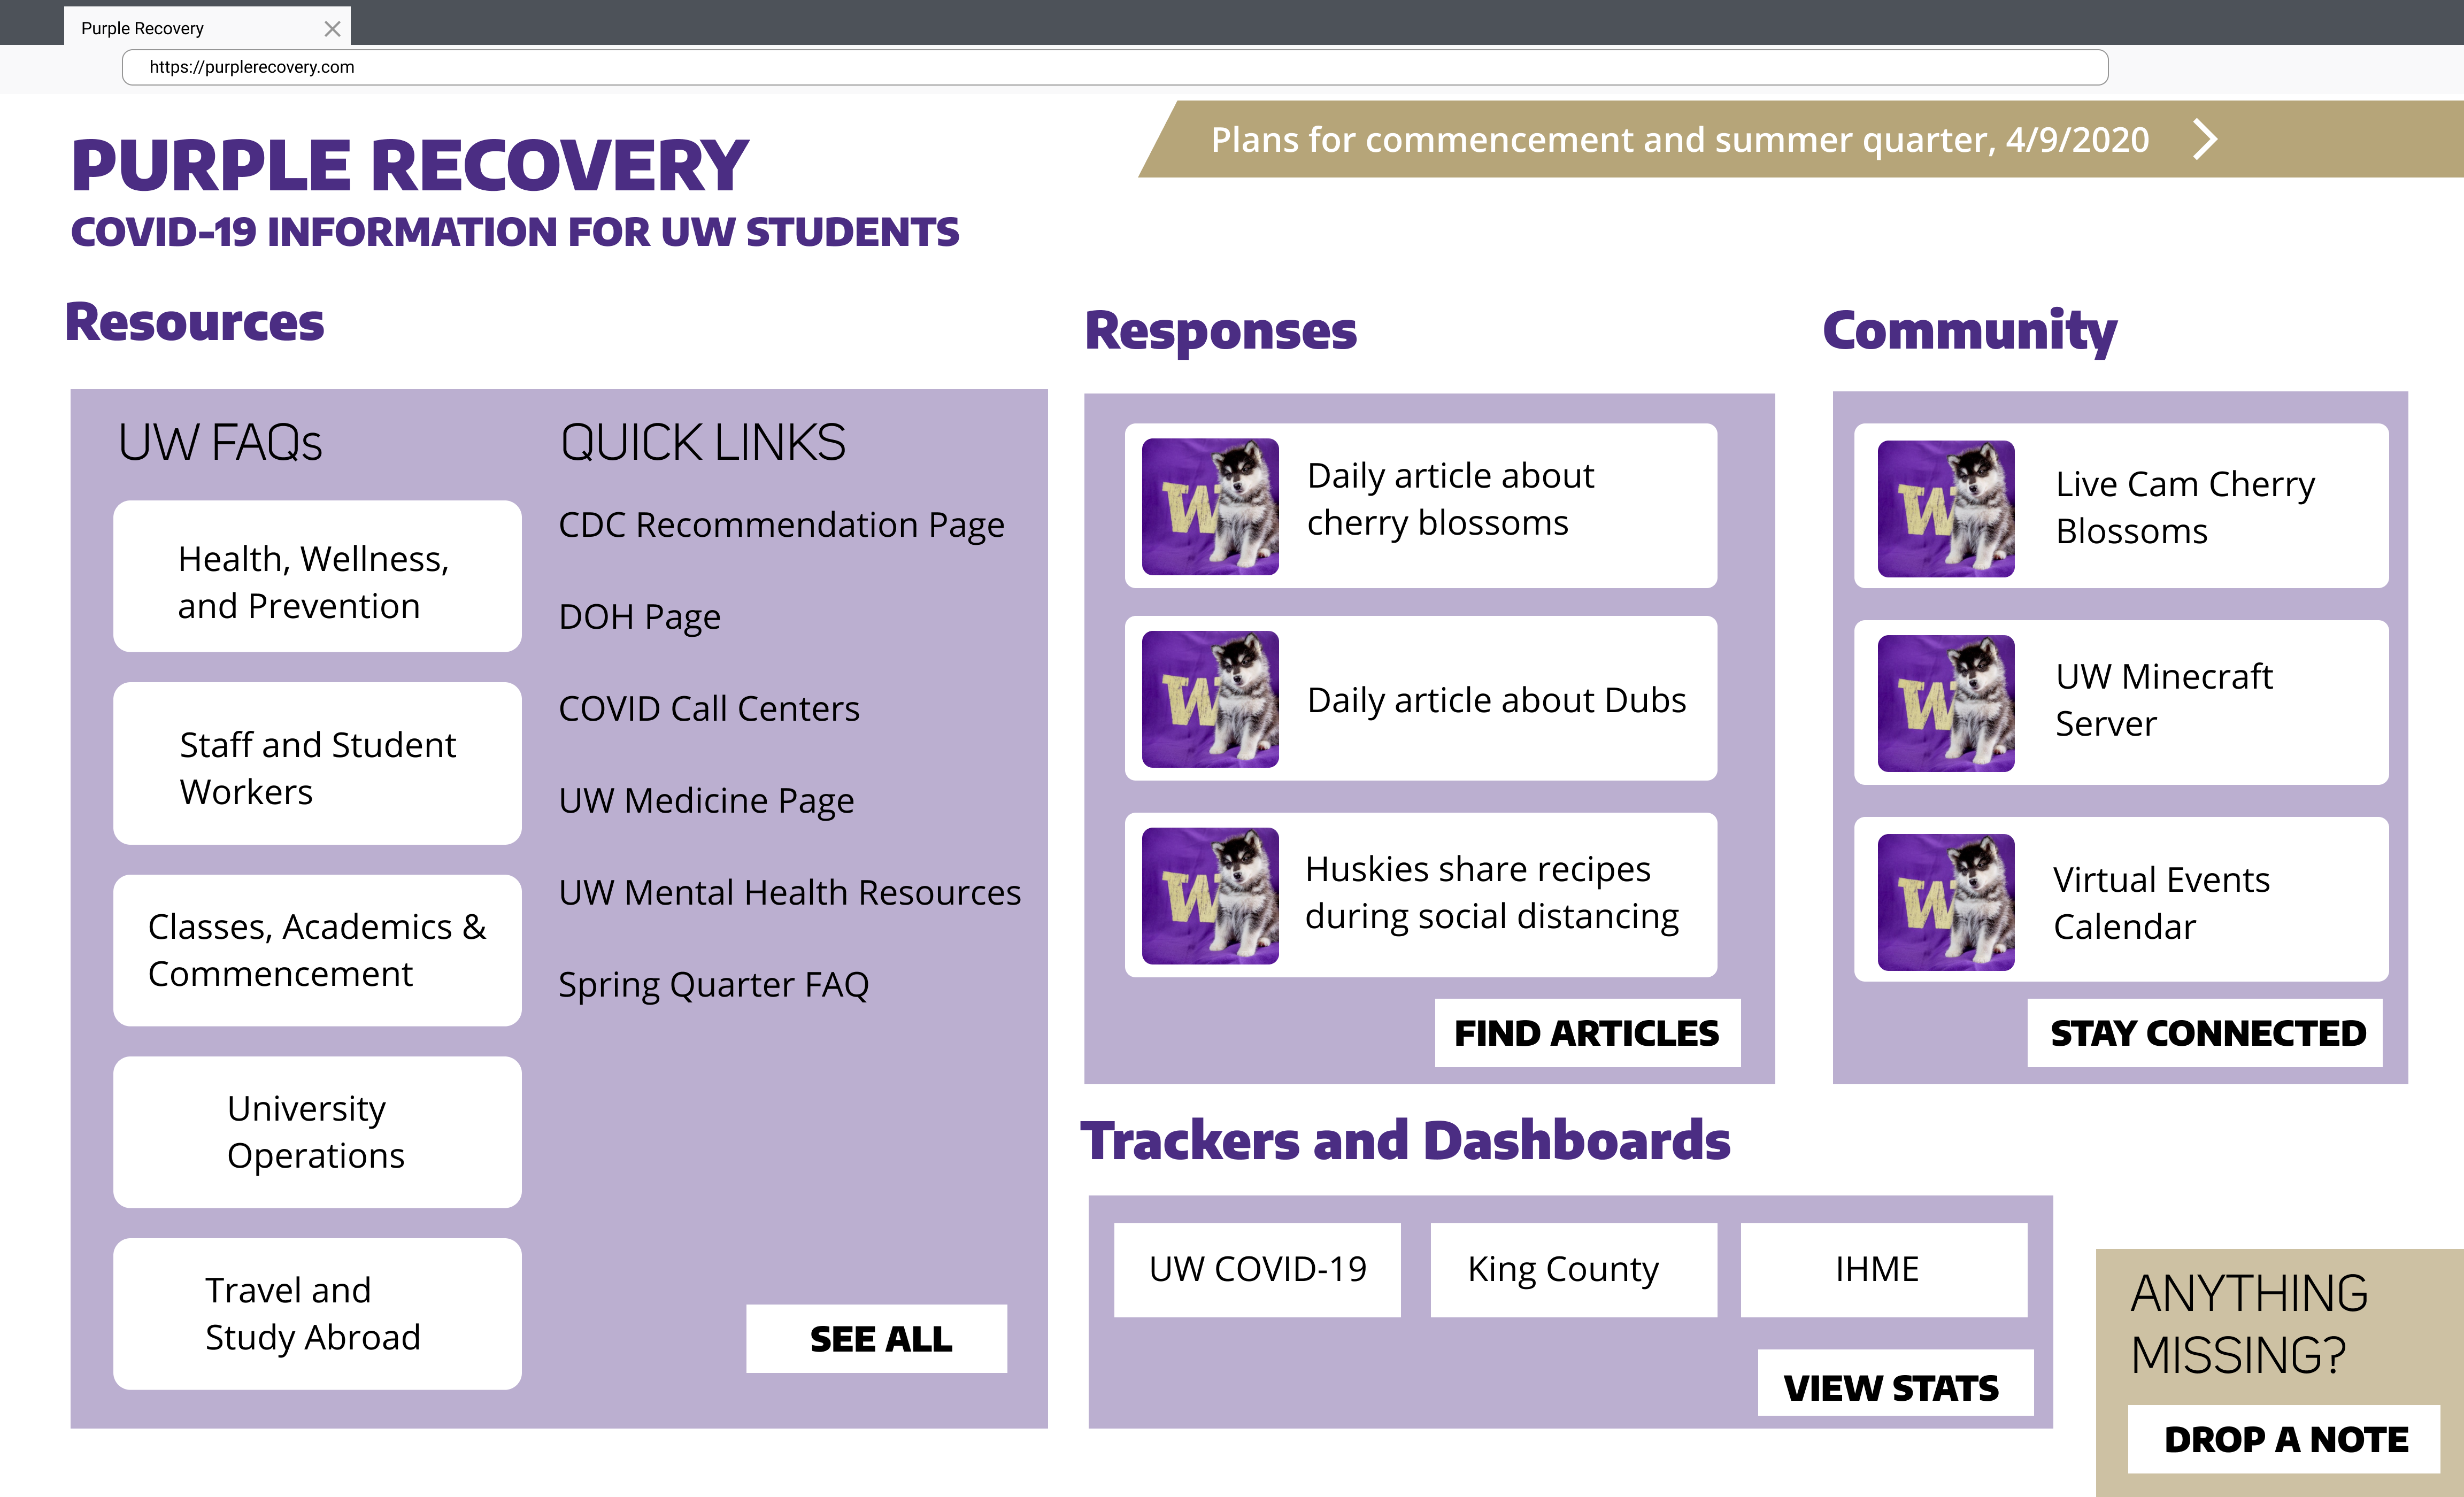 Purple Recovery
https://purplerecovery.com
Plans for commencement and summer quarter, 4/9/2020
PURPLE RECOVERY
COVID-19 INFORMATION FOR UW STUDENTS
Resources
UW FAQs
Health, Wellness,
and Prevention
Staff and Student
Workers
Classes, Academics &
Commencement
University
Operations
Travel and
Study Abroad
QUICK LINKS
CDC Recommendation Page
DOH Page
COVID Call Centers
UW Medicine Page
UW Mental Health Resources
Spring Quarter FAQ
SEE ALL
Responses
W
Daily article about
cherry blossoms
W
Daily article about Dubs
W
Huskies share recipes
during social distancing
FIND ARTICLES
Community
W
Live Cam Cherry
Blossoms
W
UW Minecraft
Server
W
Virtual Events
Calendar
STAY CONNECTED
Trackers and Dashboards
UW COVID-19
King County
IHME
VIEW STATS
ANYTHING
MISSING?
DROP A NOTE